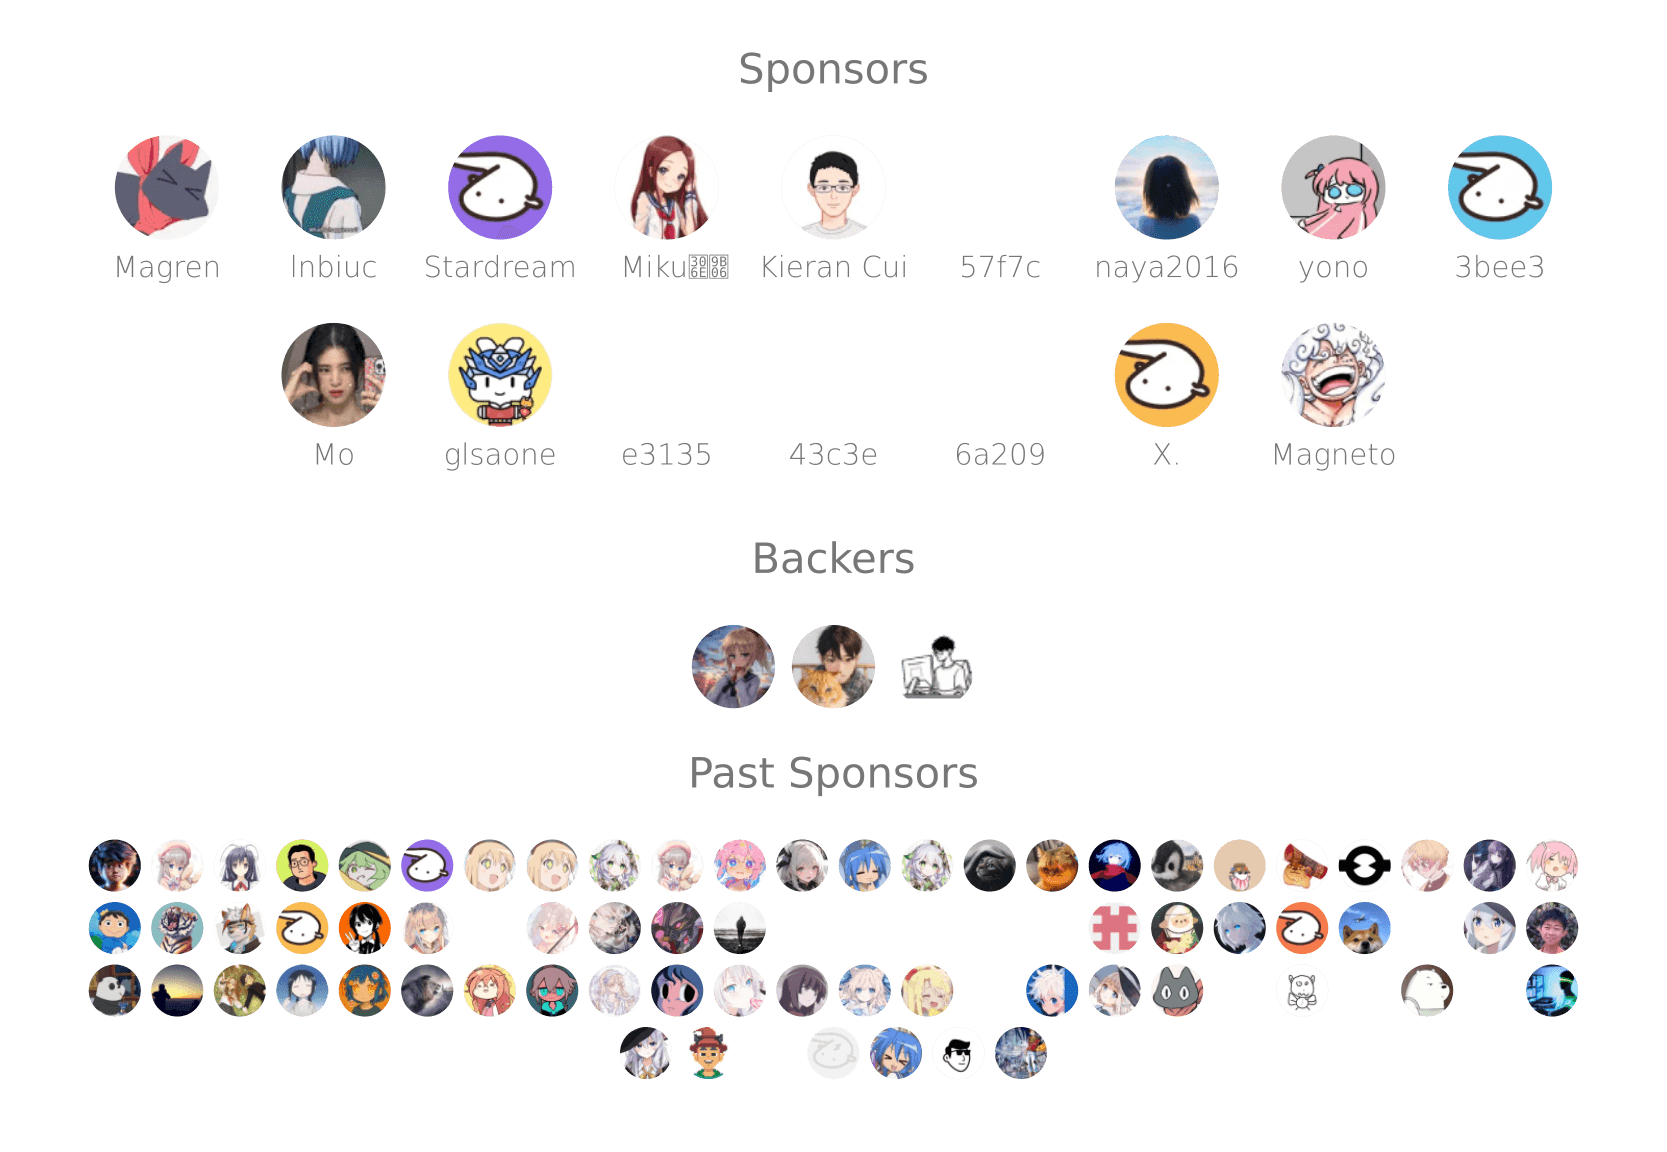 Sponsors
Magren Inbiuc Stardream Miku Kieran Cui 57f7c naya2016 yono 3bee3
Mo glsaone e3135 43c3e 6a209 X. Magneto
Backers
Past Sponsors